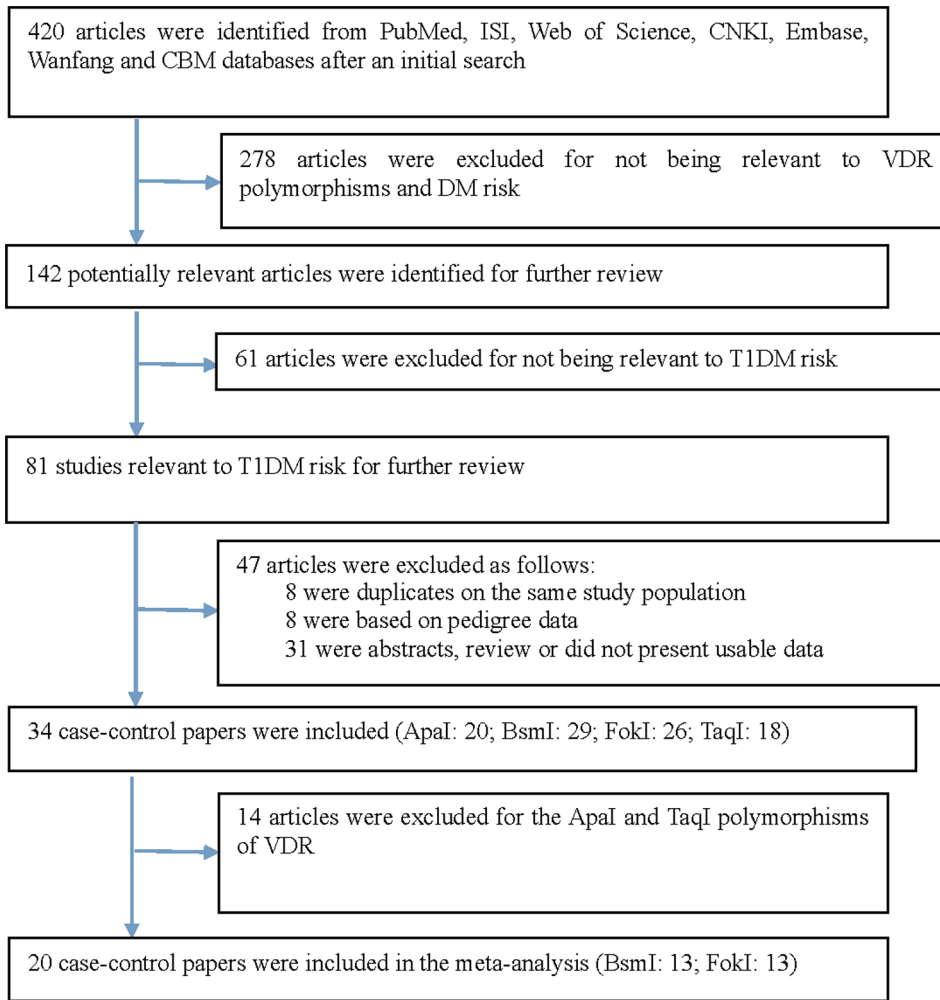 420 articles were identified from PubMed, ISI, Web of Science, CNKI, Embase,
Wanfang and CBM databases after an initial search
278 articles were excluded for not being relevant to VDR
polymorphisms and DM risk
142 potentially relevant articles were identified for further review
61 articles were excluded for not being relevant to T1DM risk
81 studies relevant to T1DM risk for further review
47 articles were excluded as follows:
8 were duplicates on the same study population
8 were based on pedigree data
31 were abstracts, review or did not present usable data
34 case-control papers were included (ApaI: 20; BsmI: 29; FokI: 26; TaqI: 18)
14 articles were excluded for the ApaI and TaqI polymorphisms
of VDR
20 case-control papers were included in the meta-analysis (BsmI: 13; FokI: 13)